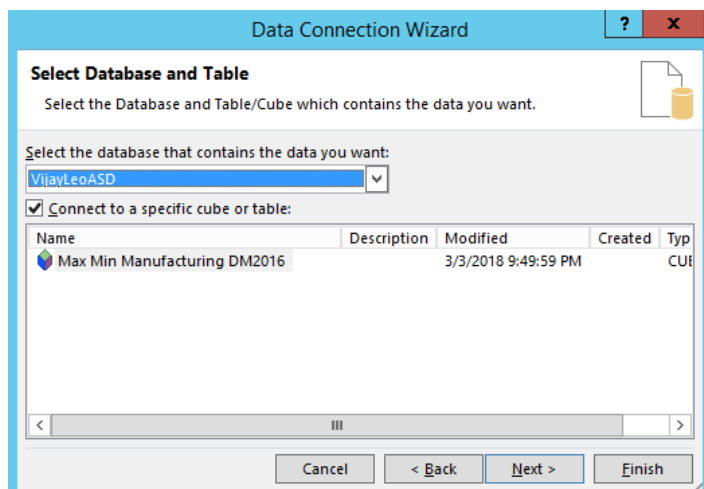 Data Connection Wizard
?
x
Select Database and Table
Select the Database and Table/Cube which contains the data you want.
Select the database that contains the data you want:
VijayLeoASD
Connect to a specific cube or table:
Name Description Modified Created Typ
Max Min Manufacturing DM2016 3/3/2018 9:49:59 PM CUE
Cancel < Back Next > Finish